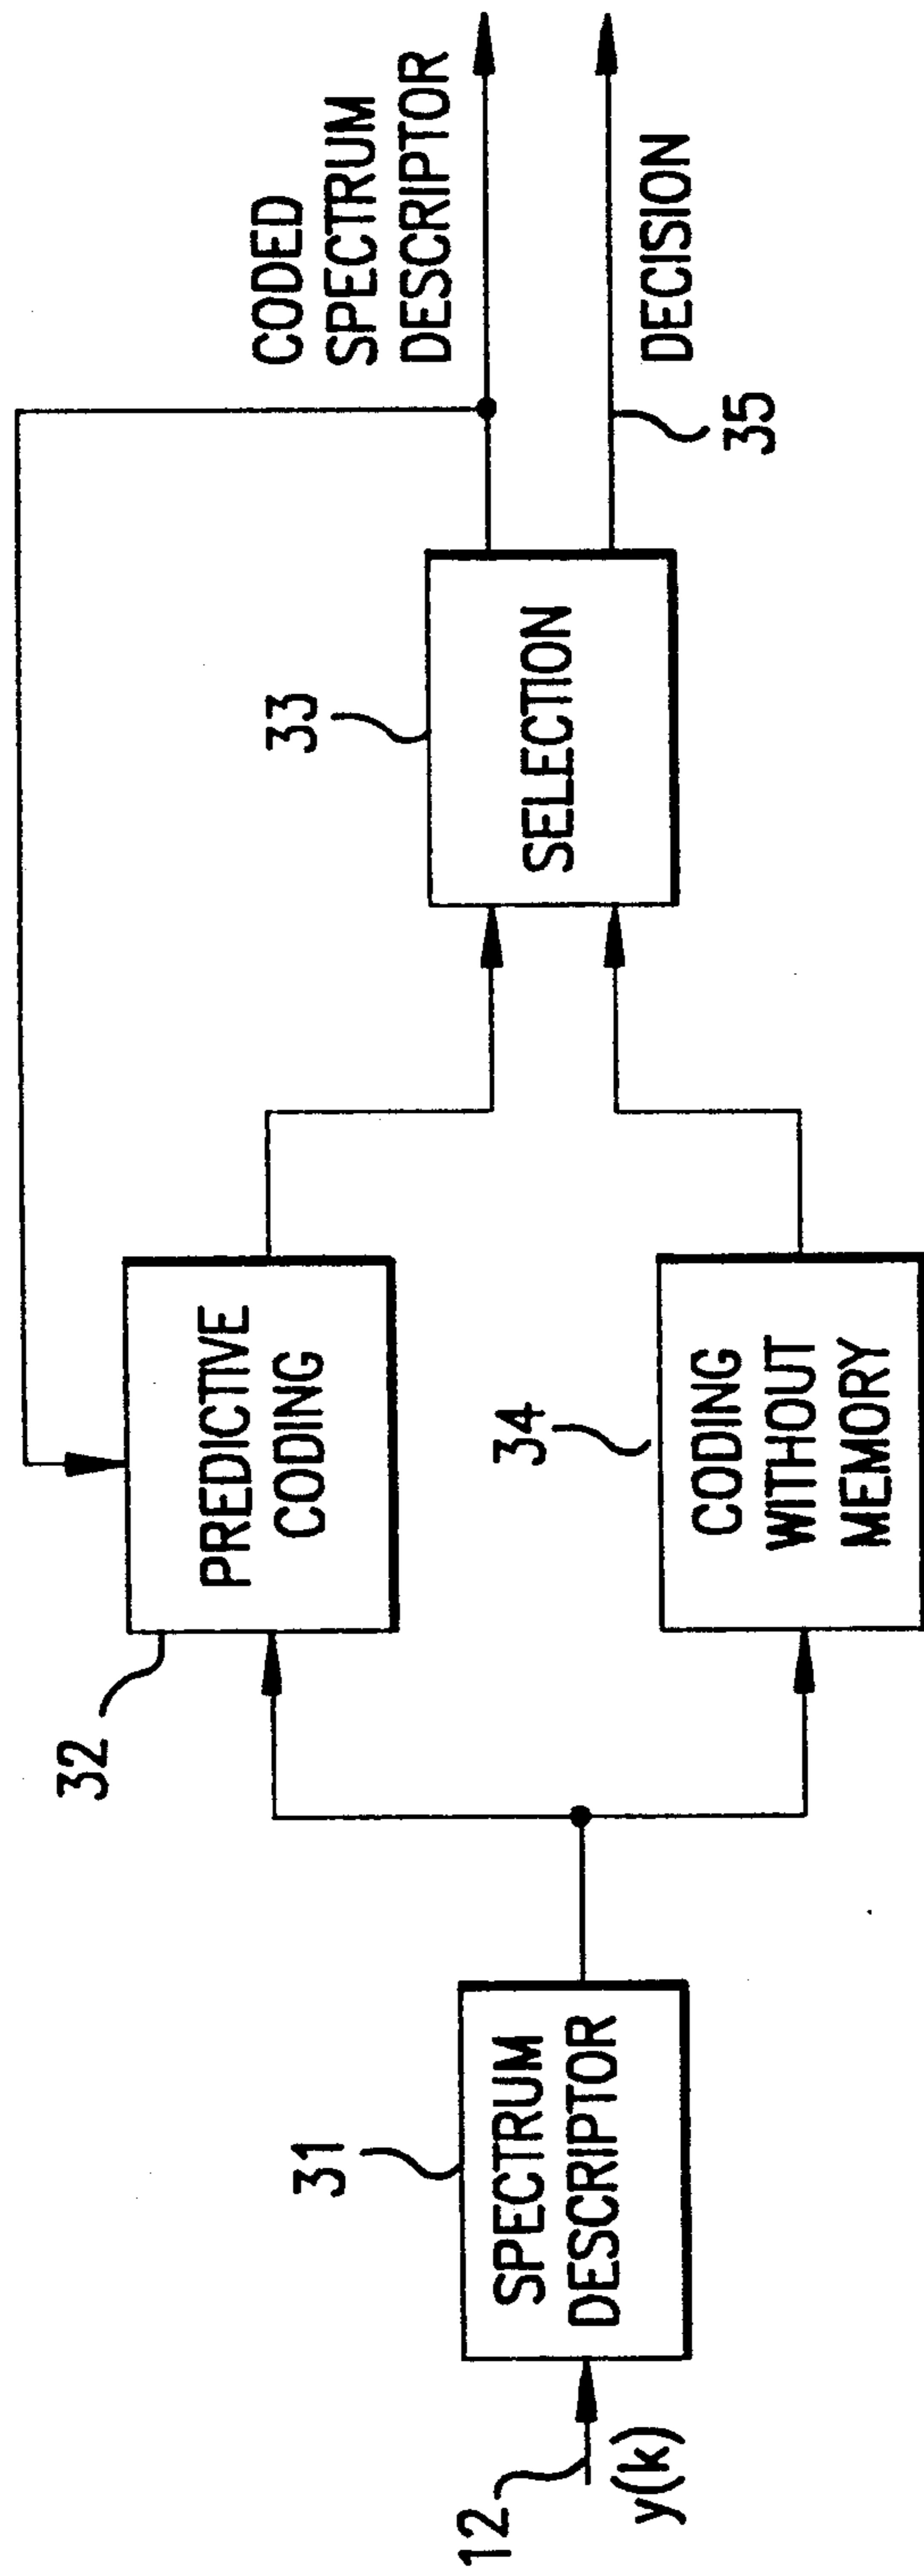 12
y(k)
31
SPECTRUM
DESCRIPTOR
32
PREDICTIVE
CODING
34
CODING
WITHOUT
MEMORY
33
SELECTION
CODED
SPECTRUM
DESCRIPTOR
DECISION
35